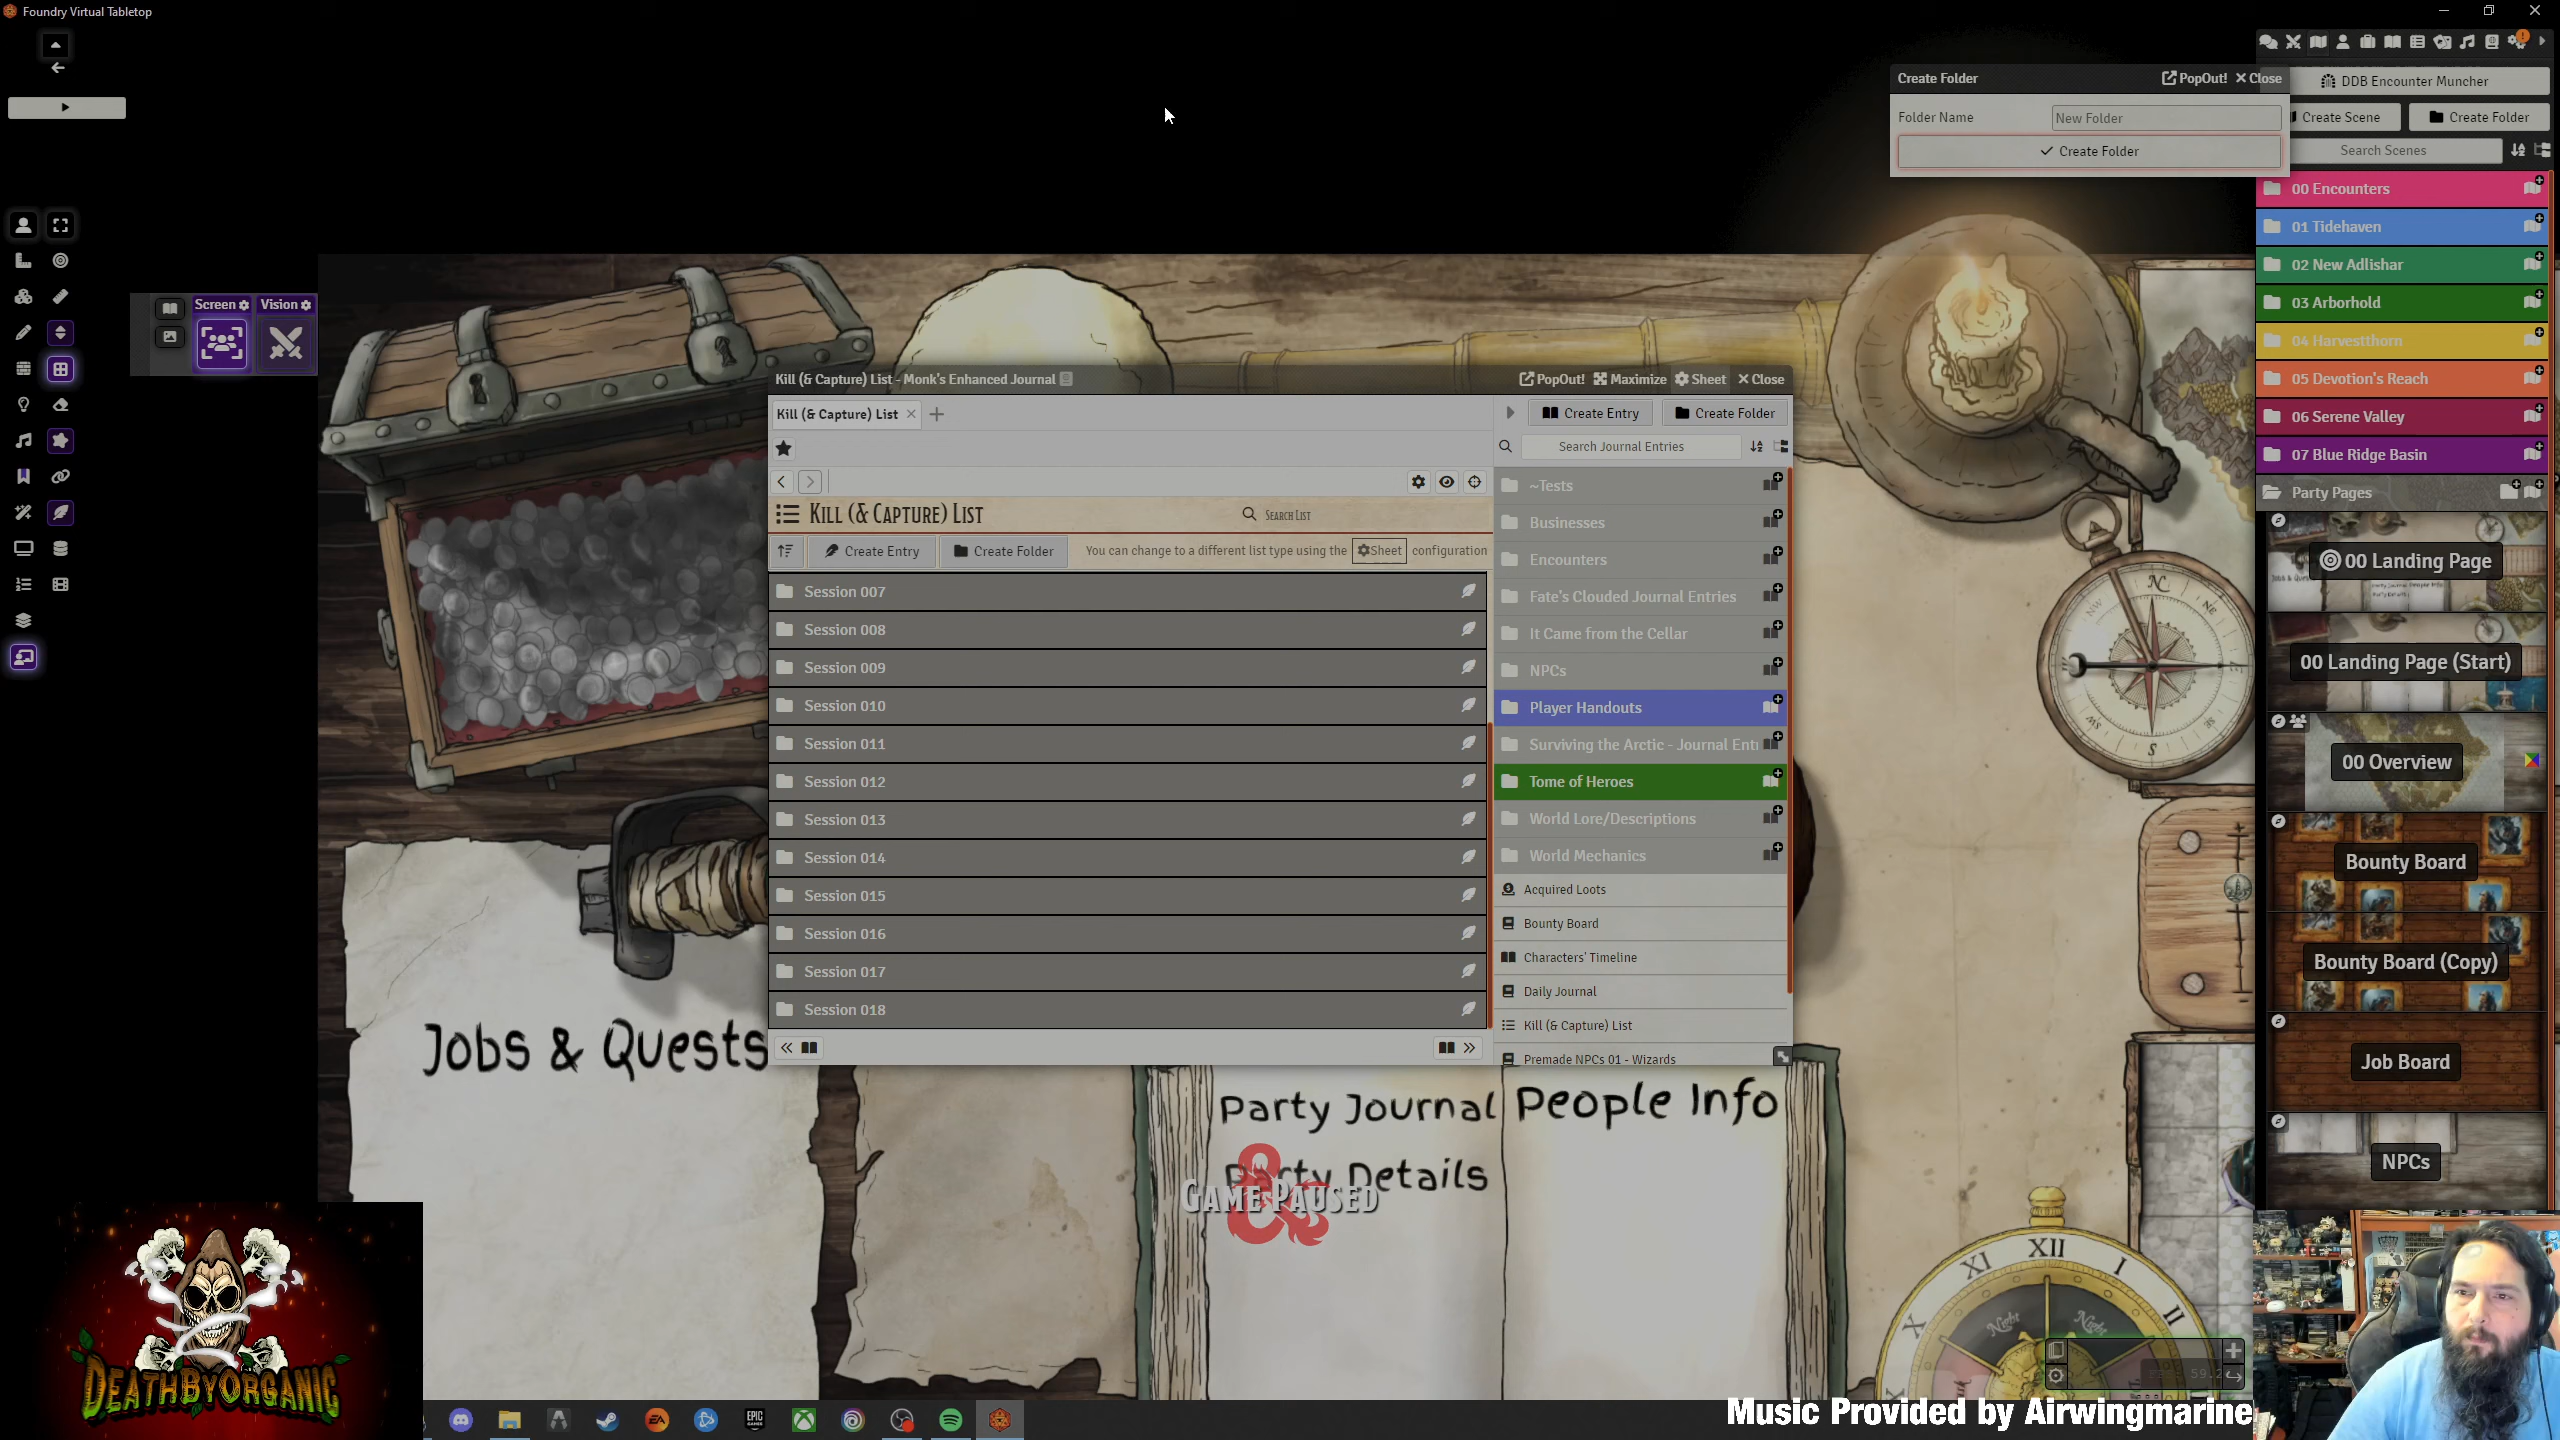 Foundry Virtual Tabletop
Create Folder
PopOut!
Close
Folder Name
New Folder
Create Folder
DDB Encounter Muncher
Create Scene
Create Folder
Search Scenes
00 Encounters
01 Tidehaven
02 New Adlishar
03 Arborhold
04 Harvestthorn
05 Devotion's Reach
06 Serene Valley
07 Blue Ridge Basin
Party Pages
00 Landing Page
00 Landing Page (Start)
00 Overview
Bounty Board
Bounty Board (Copy)
Job Board
NPCs
Screen
Vision
Kill (& Capture) List - Monk's Enhanced Journal
PopOut!
Maximize
Sheet
Close
Kill (& Capture) List
Create Entry
Create Folder
Search Journal Entries
Kill (& Capture) List
Search List
Create Entry
Create Folder
You can change to a different list type using the Sheet configuration
Session 007
Session 008
Session 009
Session 010
Session 011
Session 012
Session 013
Session 014
Session 015
Session 016
Session 017
Session 018
~Tests
Businesses
Encounters
Fate's Clouded Journal Entries
It Came from the Cellar
NPCs
Player Handouts
Surviving the Arctic - Journal Entr
Tome of Heroes
World Lore/Descriptions
World Mechanics
Acquired Loots
Bounty Board
Characters' Timeline
Daily Journal
Kill (& Capture) List
Premade NPCs 01 - Wizards
Jobs & Quests
Party Journal
People Info
Party Details
Game Paused
N
S
XI
XII
I
II
X
Night
Night
DeathByOrganic
EPIC GAMES
Music Provided by Airwingmarine